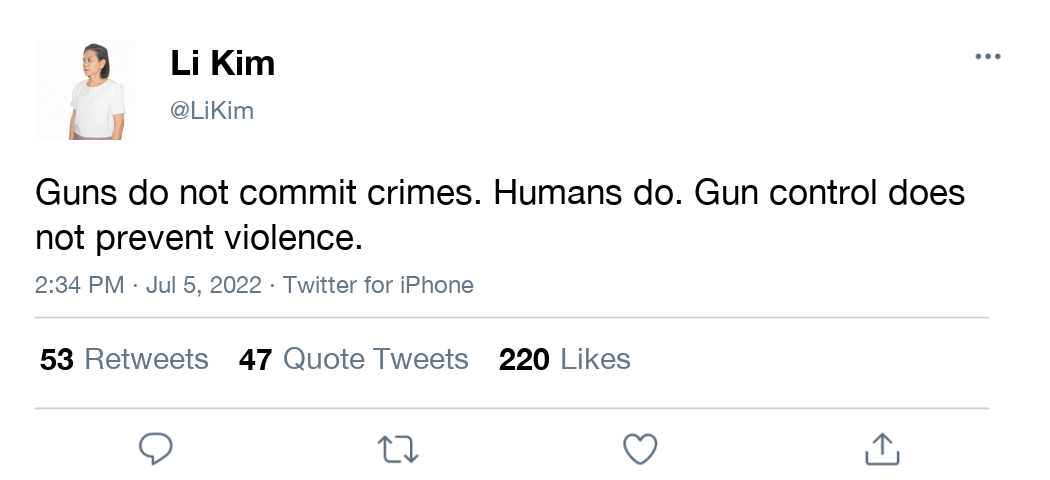 Li Kim
@LiKim
Guns do not commit crimes. Humans do. Gun control does
not prevent violence.
2:34 PM · Jul 5, 2022 · Twitter for iPhone
53 Retweets 47 Quote Tweets 220 Likes